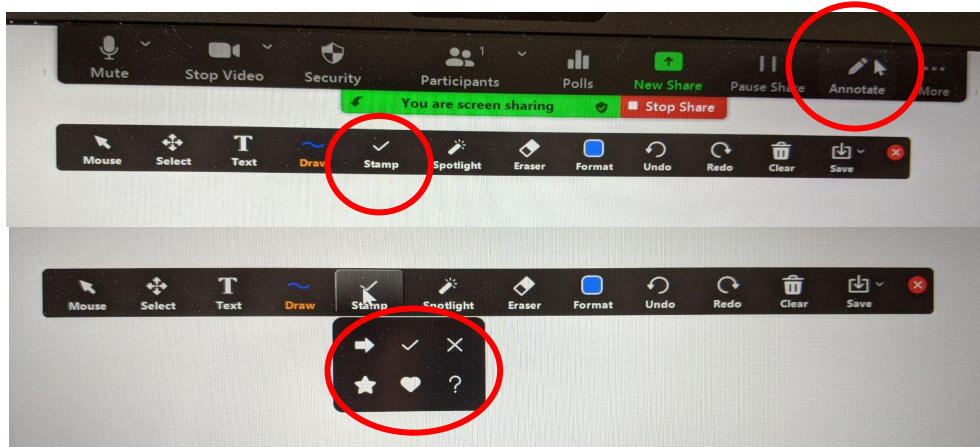 Mute Stop Video Security Participants 1 Polls New Share Pause Share Annotate More
You are screen sharing Stop Share
Mouse Select Text Draw Stamp Spotlight Eraser Format Undo Redo Clear Save
Mouse Select Text Draw Stamp Spotlight Eraser Format Undo Redo Clear Save